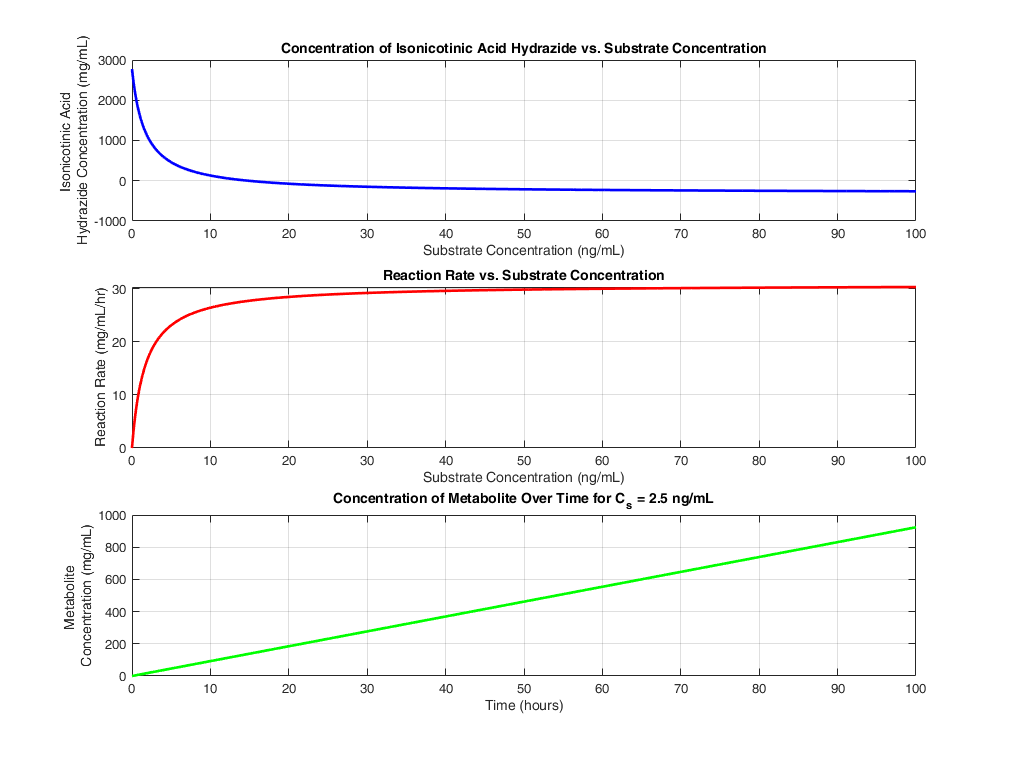 Concentration of Isonicotinic Acid Hydrazide vs. Substrate Concentration
Isonicotinic Acid
Hydrazide Concentration (mg/mL)
3000
2000
1000
0
-1000
0 10 20 30 40 50 60 70 80 90 100
Substrate Concentration (ng/mL)
Reaction Rate vs. Substrate Concentration
Reaction Rate (mg/mL/hr)
30
20
10
0
0 10 20 30 40 50 60 70 80 90 100
Substrate Concentration (ng/mL)
Concentration of Metabolite Over Time for Cs = 2.5 ng/mL
Metabolite
Concentration (mg/mL)
1000
800
600
400
200
0
0 10 20 30 40 50 60 70 80 90 100
Time (hours)